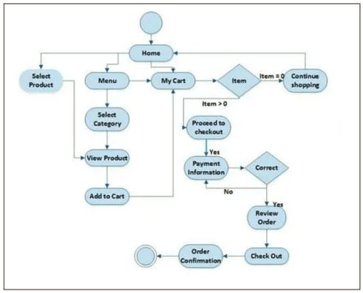 Home
Select
Product
Menu
My Cart
Item
Item = 0
Continue
shopping
Item > 0
Select
Category
Proceed to
checkout
Yes
View Product
Payment
Information
Correct
No
Add to Cart
Yes
Review
Order
Order
Confirmation
Check Out